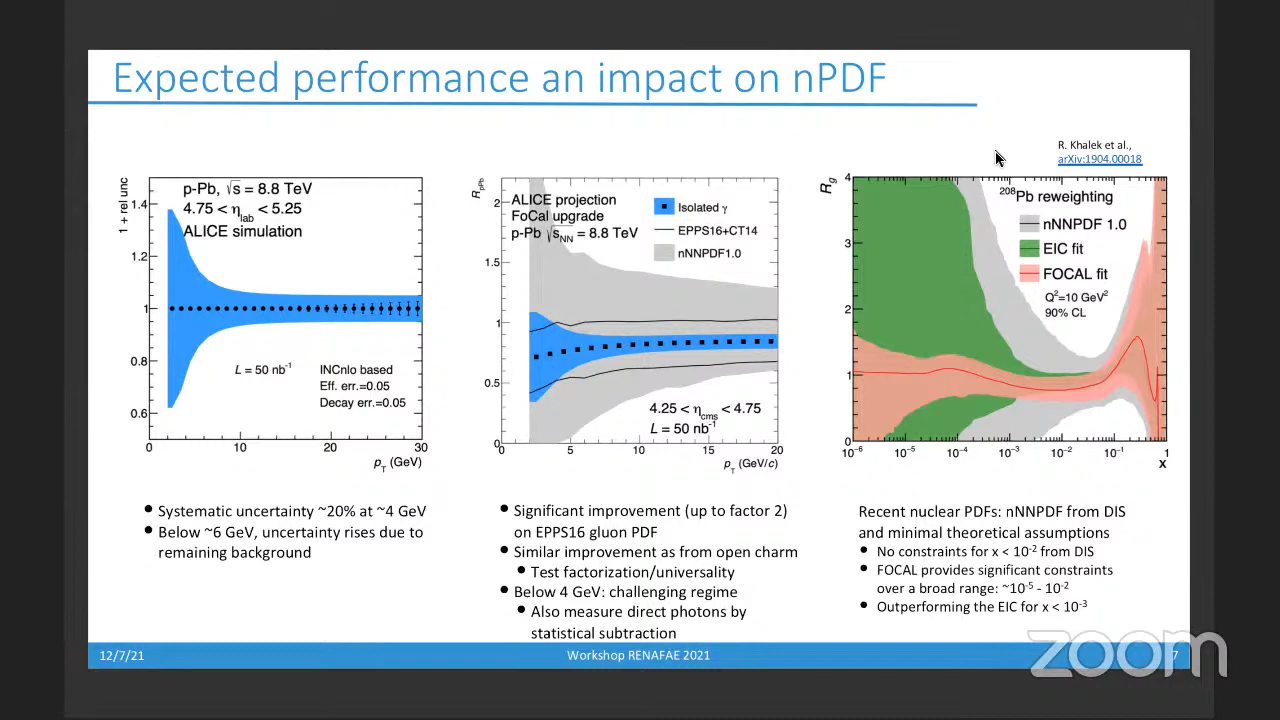 Expected performance an impact on nPDF
R. Khalek et al.,
arXiv:1904.00018
1 + rel unc
p-Pb, √s = 8.8 TeV
4.75 < η_lab < 5.25
ALICE simulation
1.4
1.2
1
0.8
0.6
L = 50 nb⁻¹
INCnlo based
Eff. err.=0.05
Decay err.=0.05
0 10 20 30
p_T (GeV)
R_pPb
ALICE projection
FoCal upgrade
p-Pb √s_NN = 8.8 TeV
Isolated γ
EPPS16+CT14
nNNPDF1.0
2
1.5
1
0.5
0
4.25 < η_cms < 4.75
L = 50 nb⁻¹
0 5 10 15 20
p_T (GeV/c)
R_g
²⁰⁸Pb reweighting
nNNPDF 1.0
EIC fit
FOCAL fit
Q²=10 GeV²
90% CL
4
3
2
1
0
10⁻⁶ 10⁻⁵ 10⁻⁴ 10⁻³ 10⁻² 10⁻¹ 1
x
• Systematic uncertainty ~20% at ~4 GeV
• Below ~6 GeV, uncertainty rises due to
remaining background
• Significant improvement (up to factor 2)
on EPPS16 gluon PDF
• Similar improvement as from open charm
• Test factorization/universality
• Below 4 GeV: challenging regime
• Also measure direct photons by
statistical subtraction
Recent nuclear PDFs: nNNPDF from DIS
and minimal theoretical assumptions
• No constraints for x < 10⁻² from DIS
• FOCAL provides significant constraints
over a broad range: ~10⁻⁵ - 10⁻²
• Outperforming the EIC for x < 10⁻³
12/7/21
Workshop RENAFAE 2021
7
zoom